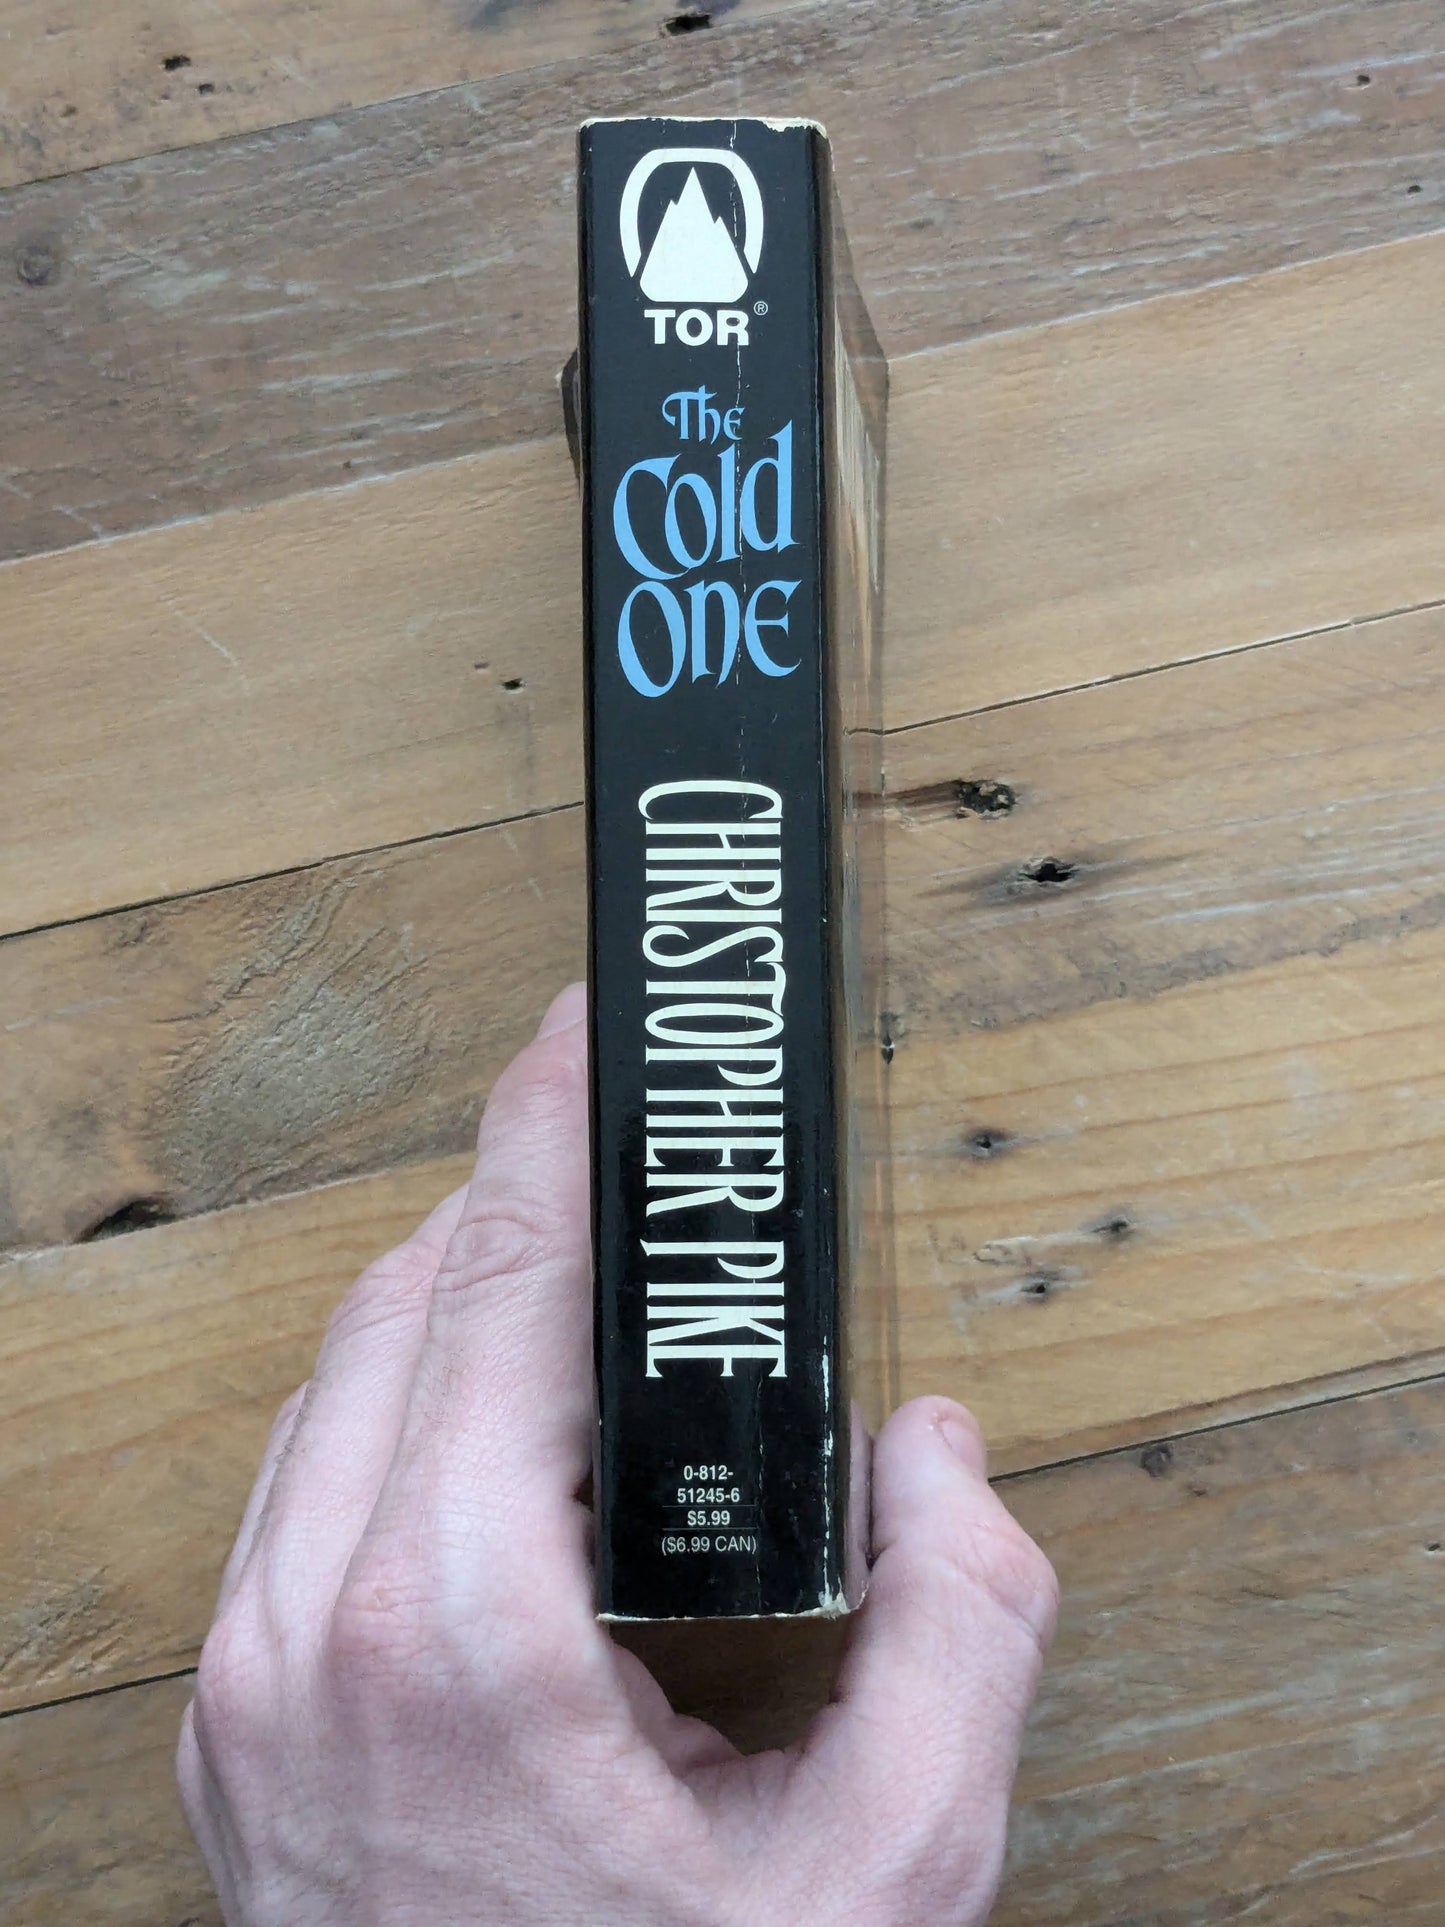 TOR®
The
Cold
One
CHRISTOPHER PIKE
0-812-
51245-6
$5.99
($6.99 CAN)